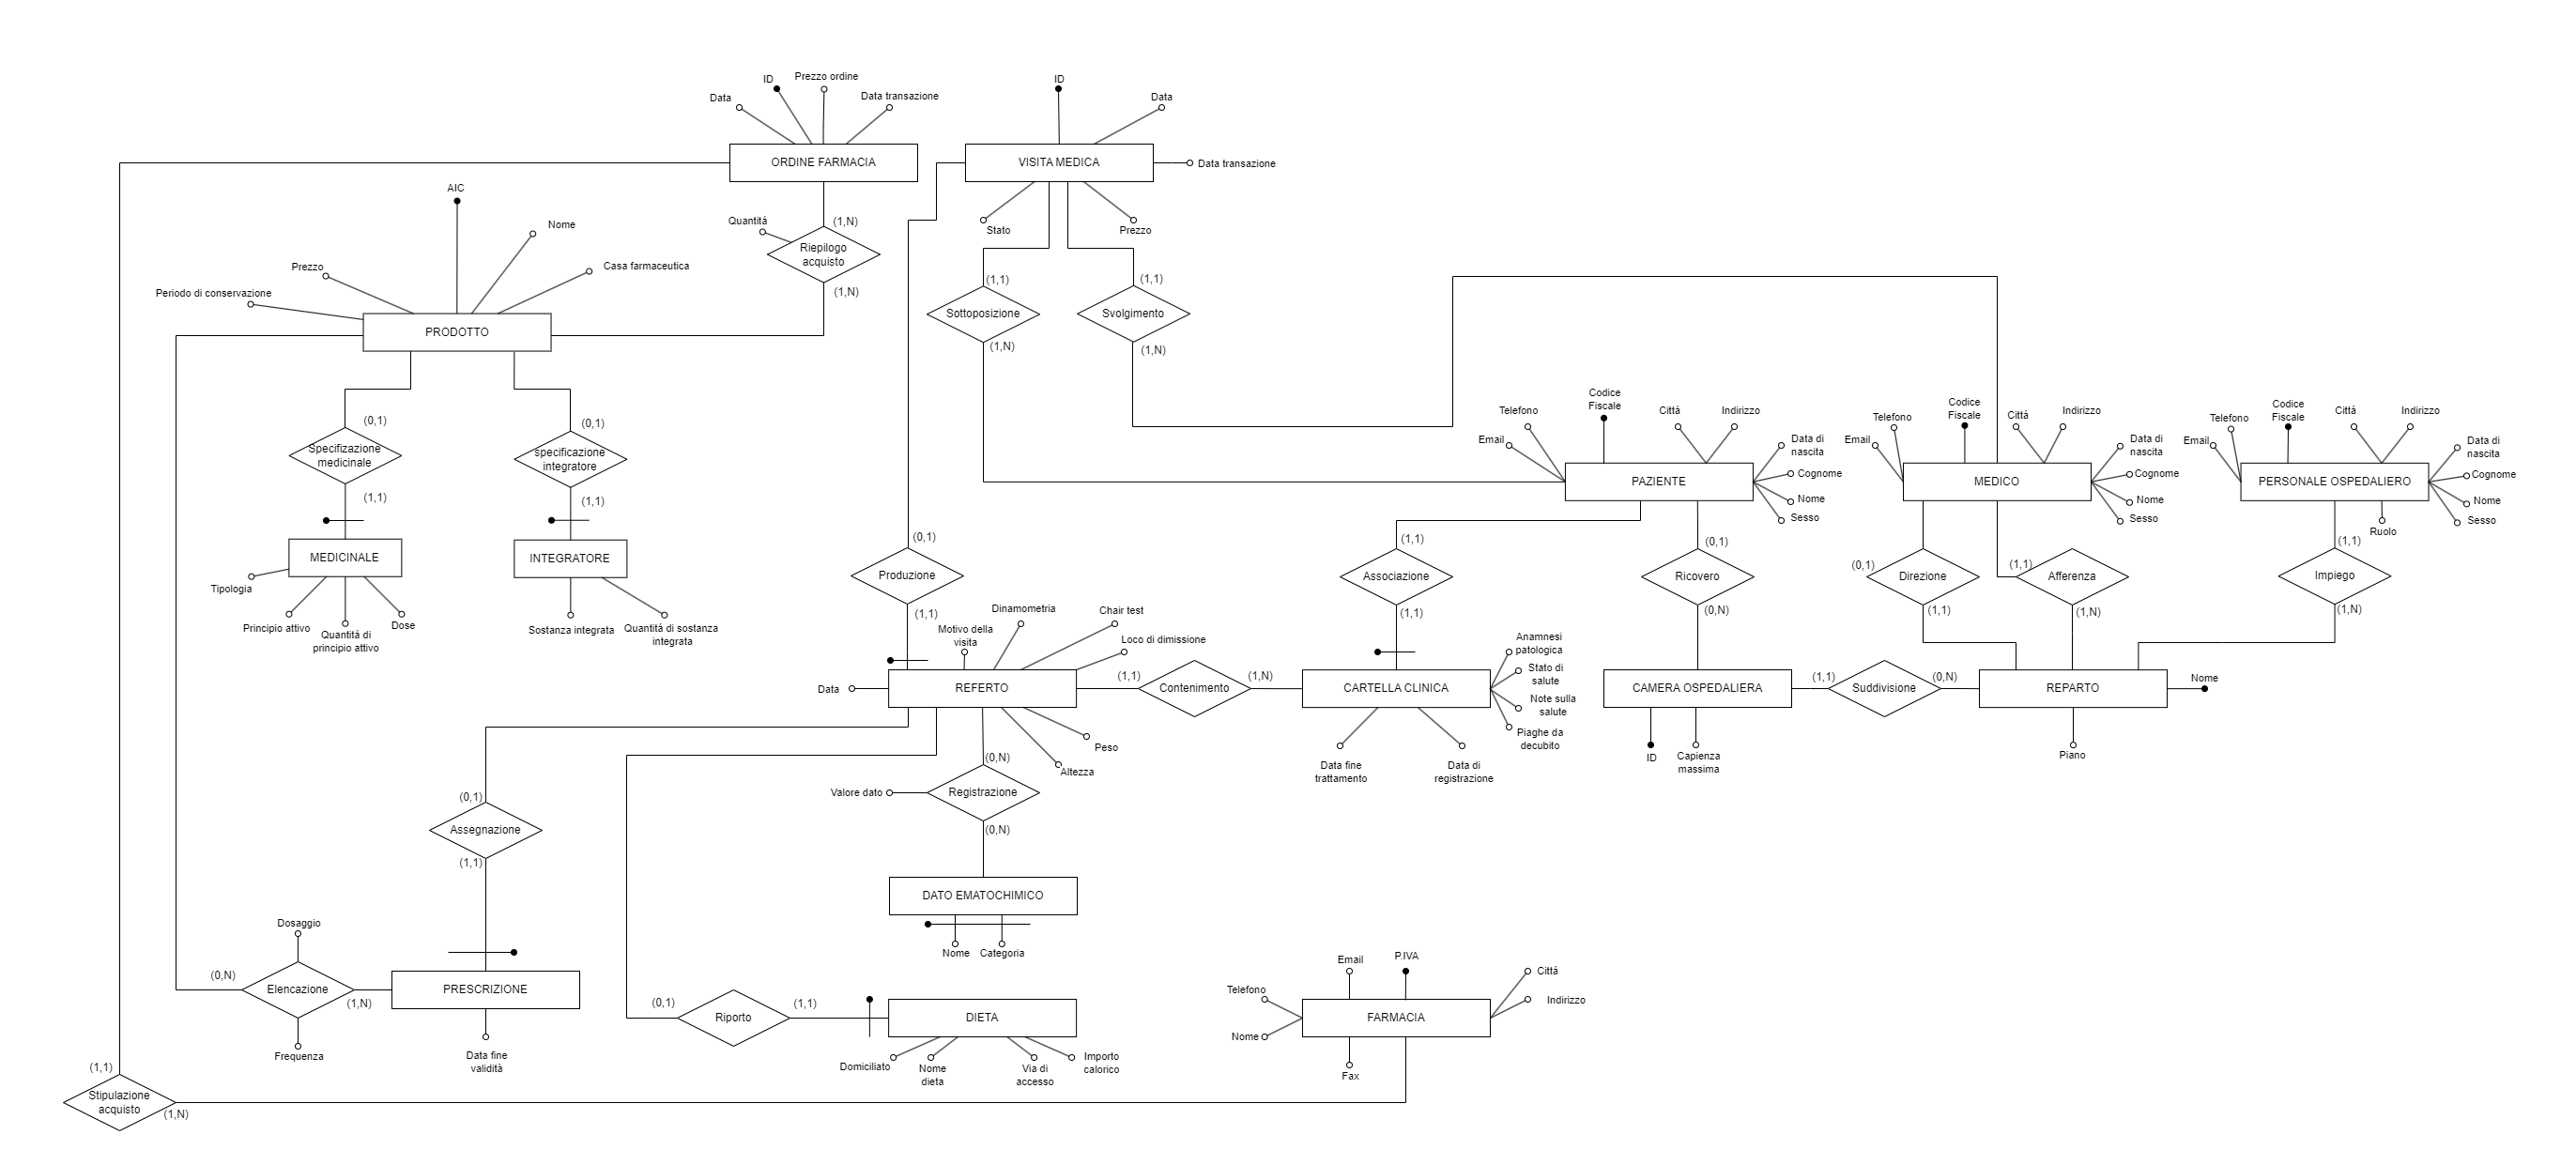 ID
Prezzo ordine
Data
Data transazione
ORDINE FARMACIA
ID
Data
VISITA MEDICA
Data transazione
Stato
Prezzo
AIC
Nome
Prezzo
Casa farmaceutica
Periodo di conservazione
PRODOTTO
Quantitá
(1,N)
Riepilogo
acquisto
(1,N)
(1,1)
Sottoposizione
(1,N)
(1,1)
Svolgimento
(1,N)
(0,1)
Specifizazione
medicinale
(1,1)
(0,1)
specificazione
integratore
(1,1)
MEDICINALE
Tipologia
Principio attivo
Quantitá di
principio attivo
Dose
INTEGRATORE
Sostanza integrata
Quantitá di sostanza
integrata
Telefono
Codice
Fiscale
Cittá
Indirizzo
Email
Data di
nascita
Cognome
Nome
Sesso
PAZIENTE
Telefono
Codice
Fiscale
Cittá
Indirizzo
Email
Data di
nascita
Cognome
Nome
Sesso
MEDICO
Telefono
Codice
Fiscale
Cittá
Indirizzo
Email
Data di
nascita
Cognome
Nome
Sesso
Ruolo
PERSONALE OSPEDALIERO
(0,1)
Produzione
(1,1)
(1,1)
Associazione
(1,1)
(0,1)
Ricovero
(0,N)
(0,1)
Direzione
(1,1)
(1,1)
Afferenza
(1,N)
(1,1)
Impiego
(1,N)
Motivo della
visita
Dinamometria
Chair test
Loco di dimissione
Data
REFERTO
Peso
Altezza
(1,1)
Contenimento
(1,N)
CARTELLA CLINICA
Anamnesi
patologica
Stato di
salute
Note sulla
salute
Piaghe da
decubito
Data fine
trattamento
Data di
registrazione
CAMERA OSPEDALIERA
ID
Capienza
massima
(1,1)
Suddivisione
(0,N)
REPARTO
Nome
Piano
(0,1)
Assegnazione
(1,1)
(0,N)
Valore dato
Registrazione
(0,N)
DATO EMATOCHIMICO
Nome
Categoria
Dosaggio
(0,N)
Elencazione
(1,N)
Frequenza
PRESCRIZIONE
Data fine
validitá
(0,1)
Riporto
(1,1)
DIETA
Domiciliato
Nome
dieta
Via di
accesso
Importo
calorico
Email
P.IVA
Cittá
Telefono
Indirizzo
FARMACIA
Nome
Fax
(1,1)
Stipulazione
acquisto
(1,N)